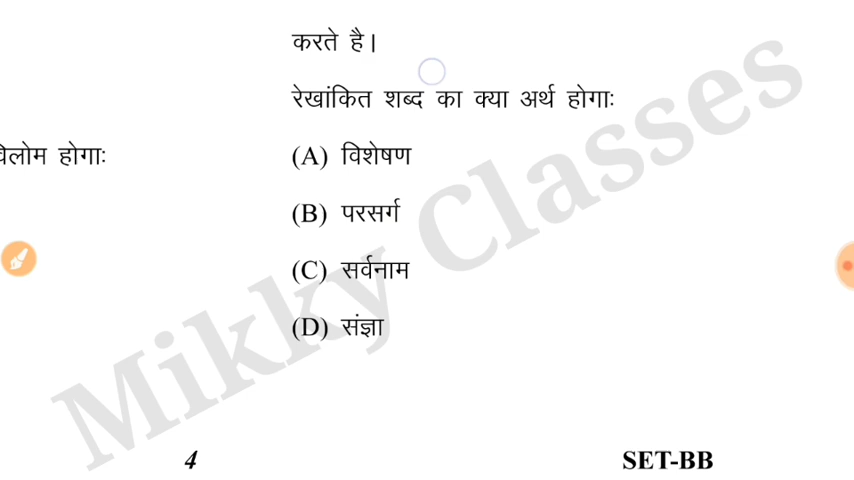 करते है।
रेखांकित शब्द का क्या अर्थ होगाः
विलोम होगाः
(A) विशेषण
(B) परसर्ग
(C) सर्वनाम
(D) संज्ञा
Mikky Classes
4
SET-BB